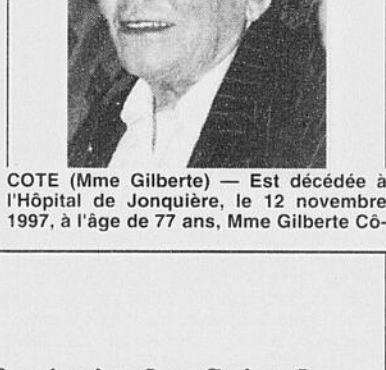 COTE (Mme Gilberte) — Est décédée à
l'Hôpital de Jonquière, le 12 novembre
1997, à l'âge de 77 ans, Mme Gilberte Cô-